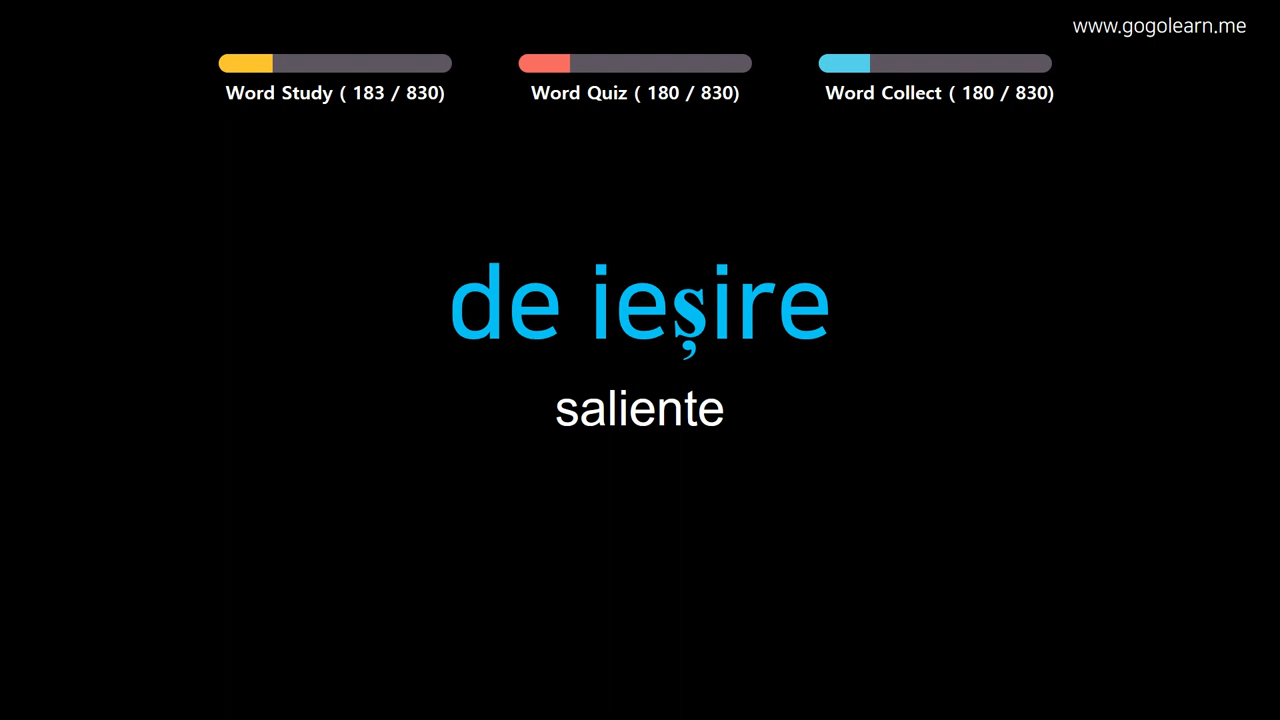 www.gogolearn.me
Word Study ( 183 / 830)
Word Quiz ( 180 / 830)
Word Collect ( 180 / 830)
de ieșire
saliente